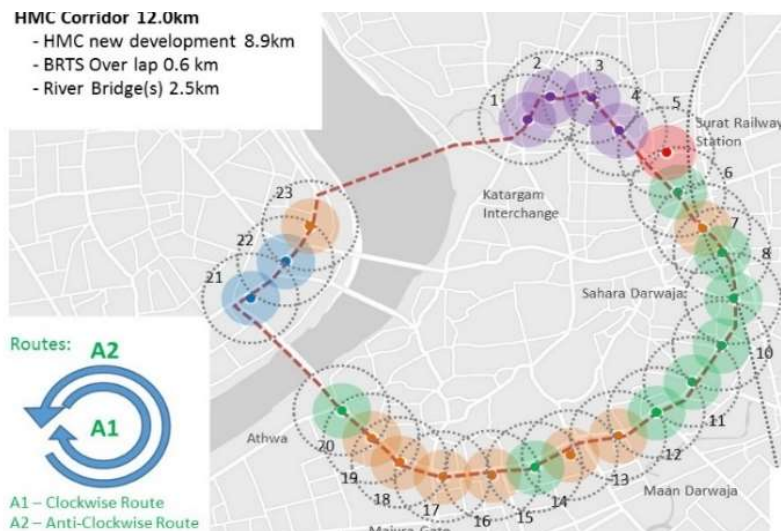 HMC Corridor 12.0km
- HMC new development 8.9km
- BRTS Over lap 0.6 km
- River Bridge(s) 2.5km
1
2
3
4
5
Surat Railway
Station
6
7
8
Katargam
Interchange
23
22
21
Sahara Darwaja
10
11
12
Maan Darwaja
13
14
15
16
17
18
19
20
Athwa
Majura Gate
Routes:
A2
A1
A1 – Clockwise Route
A2 – Anti-Clockwise Route